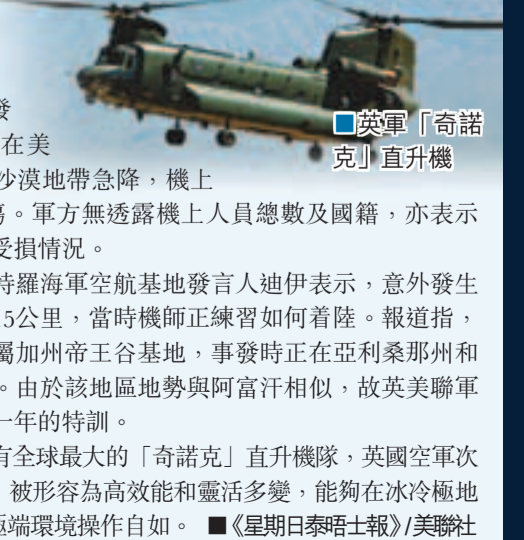 ■英軍「奇諾
克」直升機
發
在美
沙漠地帶急降，機上
傷。軍方無透露機上人員總數及國籍，亦表示
受損情況。
特羅海軍空航基地發言人迪伊表示，意外發生
5公里，當時機師正練習如何着陸。報道指，
屬加州帝王谷基地，事發時正在亞利桑那州和
。由於該地區地勢與阿富汗相似，故英美聯軍
一年的特訓。
有全球最大的「奇諾克」直升機隊，英國空軍次
被形容為高效能和靈活多變，能夠在冰冷極地
極端環境操作自如。 ■《星期日泰晤士報》/美聯社